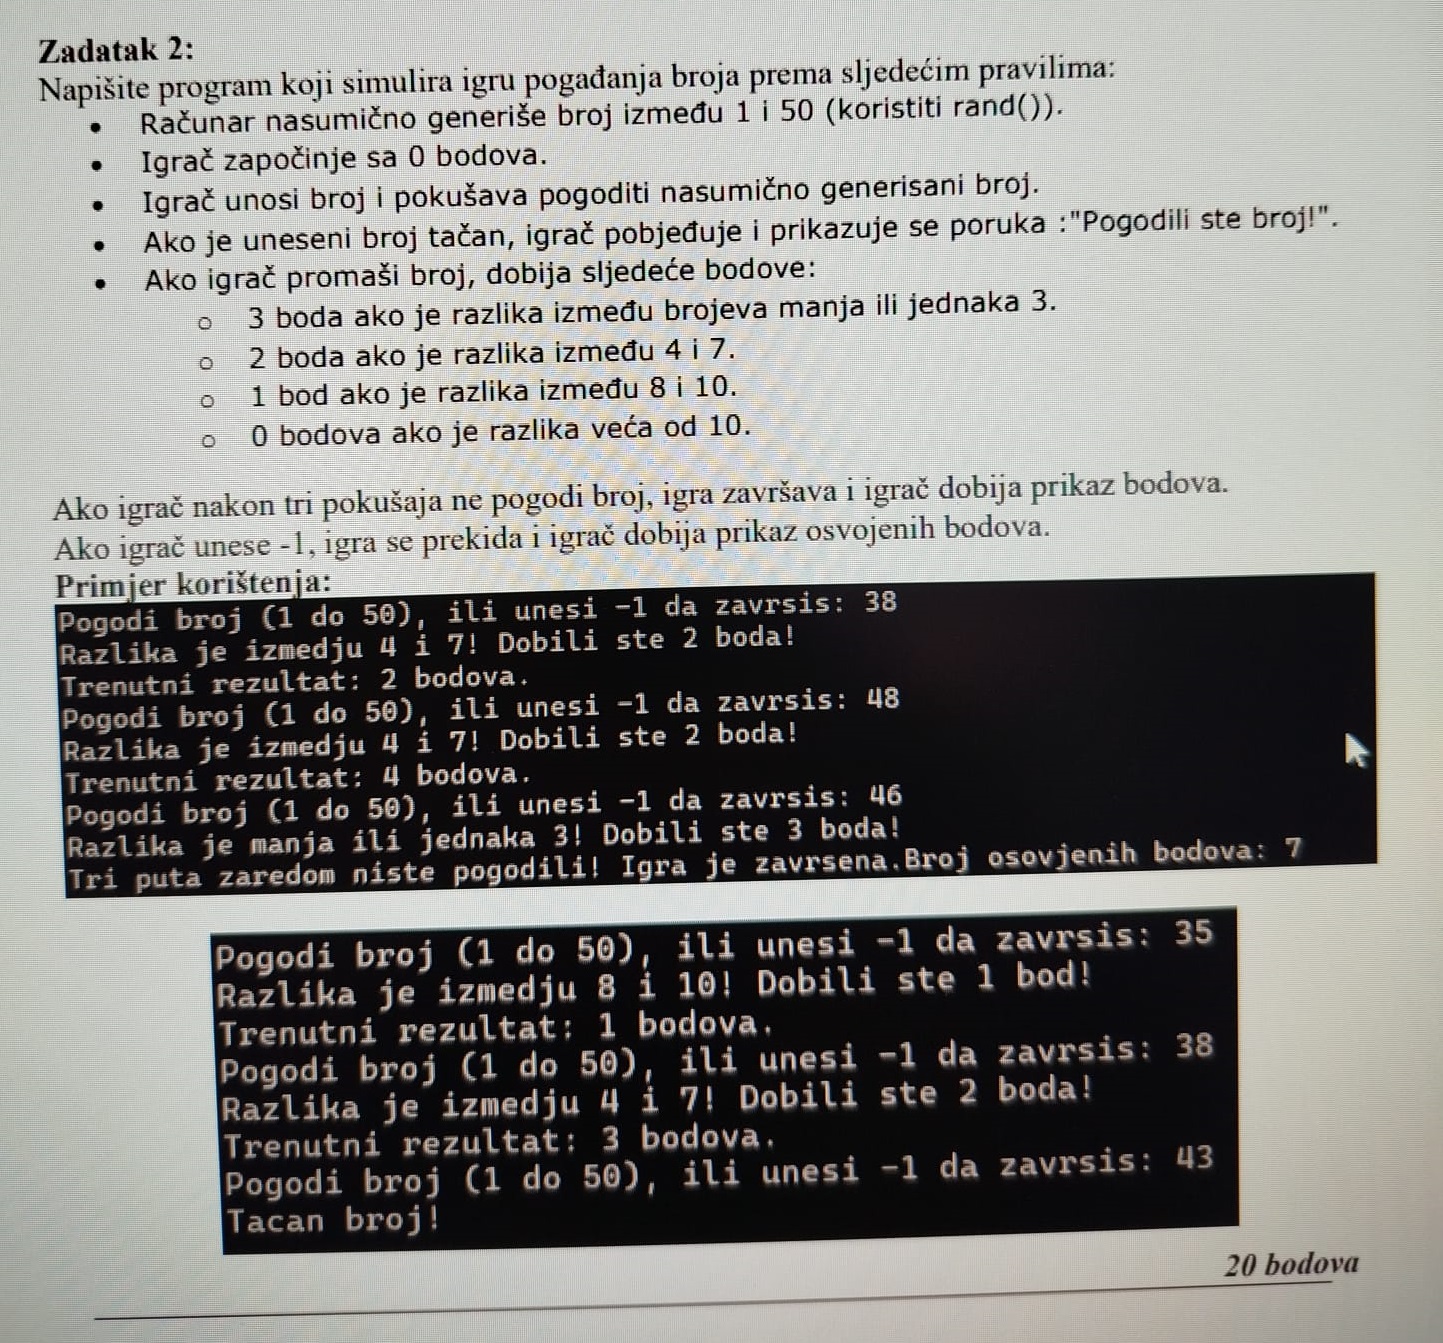 Zadatak 2:
Napišite program koji simulira igru pogađanja broja prema sljedećim pravilima:
• Računar nasumično generiše broj između 1 i 50 (koristiti rand()).
• Igrač započinje sa 0 bodova.
• Igrač unosi broj i pokušava pogoditi nasumično generisani broj.
• Ako je uneseni broj tačan, igrač pobjeđuje i prikazuje se poruka :"Pogodili ste broj!".
• Ako igrač promaši broj, dobija sljedeće bodove:
○ 3 boda ako je razlika između brojeva manja ili jednaka 3.
○ 2 boda ako je razlika između 4 i 7.
○ 1 bod ako je razlika između 8 i 10.
○ 0 bodova ako je razlika veća od 10.
Ako igrač nakon tri pokušaja ne pogodi broj, igra završava i igrač dobija prikaz bodova.
Ako igrač unese -1, igra se prekida i igrač dobija prikaz osvojenih bodova.
Primjer korištenja:
Pogodi broj (1 do 50), ili unesi -1 da zavrsis: 38
Razlika je izmedju 4 i 7! Dobili ste 2 boda!
Trenutni rezultat: 2 bodova.
Pogodi broj (1 do 50), ili unesi -1 da zavrsis: 48
Razlika je izmedju 4 i 7! Dobili ste 2 boda!
Trenutni rezultat: 4 bodova.
Pogodi broj (1 do 50), ili unesi -1 da zavrsis: 46
Razlika je manja ili jednaka 3! Dobili ste 3 boda!
Tri puta zaredom niste pogodili! Igra je zavrsena.Broj osovjenih bodova: 7
Pogodi broj (1 do 50), ili unesi -1 da zavrsis: 35
Razlika je izmedju 8 i 10! Dobili ste 1 bod!
Trenutni rezultat: 1 bodova.
Pogodi broj (1 do 50), ili unesi -1 da zavrsis: 38
Razlika je izmedju 4 i 7! Dobili ste 2 boda!
Trenutni rezultat: 3 bodova.
Pogodi broj (1 do 50), ili unesi -1 da zavrsis: 43
Tacan broj!
20 bodova